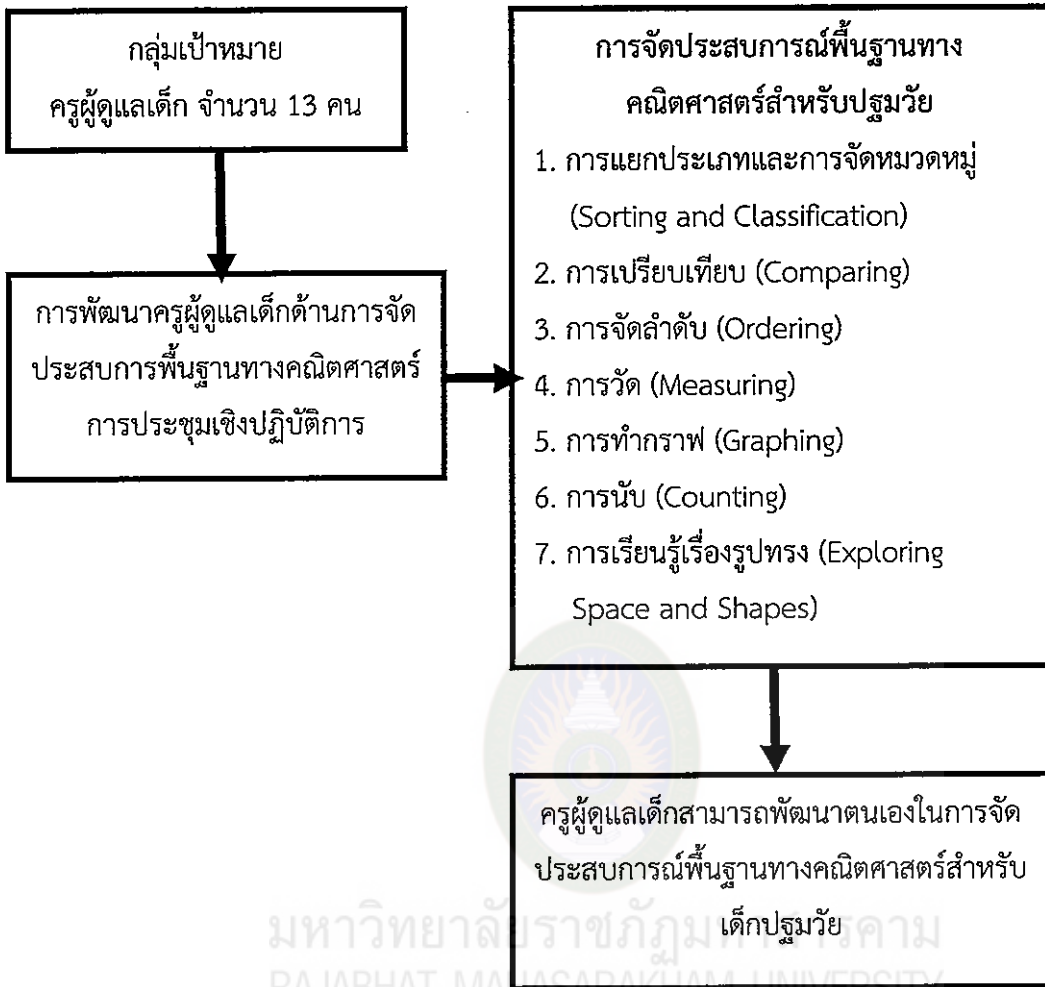 กลุ่มเป้าหมาย
ครูผู้ดูแลเด็ก จำนวน 13 คน
การพัฒนาครูผู้ดูแลเด็กด้านการจัด
ประสบการพื้นฐานทางคณิตศาสตร์
การประชุมเชิงปฏิบัติการ
การจัดประสบการณ์พื้นฐานทาง
คณิตศาสตร์สำหรับปฐมวัย
1. การแยกประเภทและการจัดหมวดหมู่
(Sorting and Classification)
2. การเปรียบเทียบ (Comparing)
3. การจัดลำดับ (Ordering)
4. การวัด (Measuring)
5. การทำกราฟ (Graphing)
6. การนับ (Counting)
7. การเรียนรู้เรื่องรูปทรง (Exploring
Space and Shapes)
ครูผู้ดูแลเด็กสามารถพัฒนาตนเองในการจัด
ประสบการณ์พื้นฐานทางคณิตศาสตร์สำหรับ
เด็กปฐมวัย
มหาวิทยาลัยราชภัฏมหาสารคาม
RAJABHAT MAHASARAKHAM UNIVERSITY